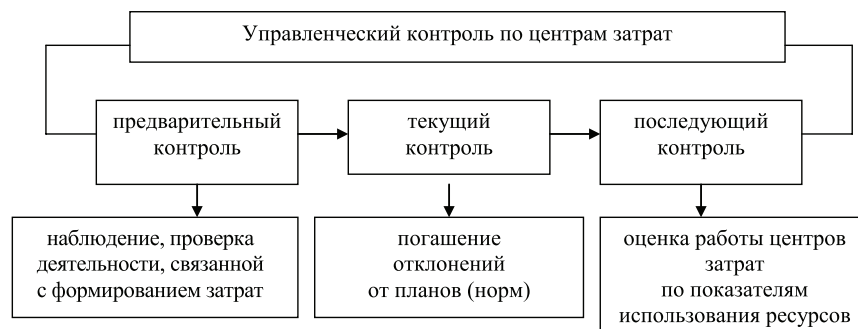 Управленческий контроль по центрам затрат
предварительный
контроль
текущий
контроль
последующий
контроль
наблюдение, проверка
деятельности, связанной
с формированием затрат
погашение
отклонений
от планов (норм)
оценка работы центров
затрат
по показателям
использования ресурсов